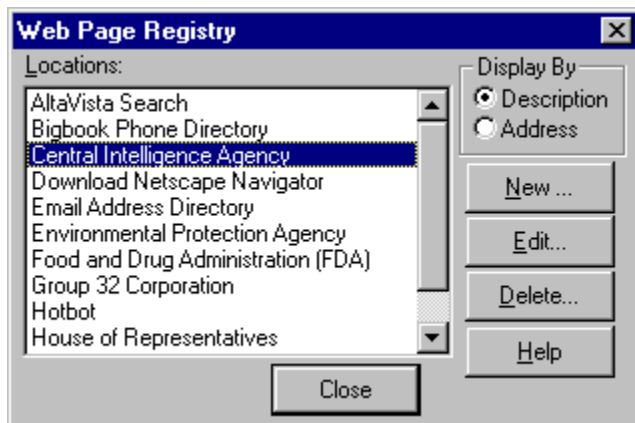 Web Page Registry
Locations:
AltaVista Search
Bigbook Phone Directory
Central Intelligence Agency
Download Netscape Navigator
Email Address Directory
Environmental Protection Agency
Food and Drug Administration (FDA)
Group 32 Corporation
Hotbot
House of Representatives
Display By
Description
Address
New ...
Edit...
Delete...
Help
Close